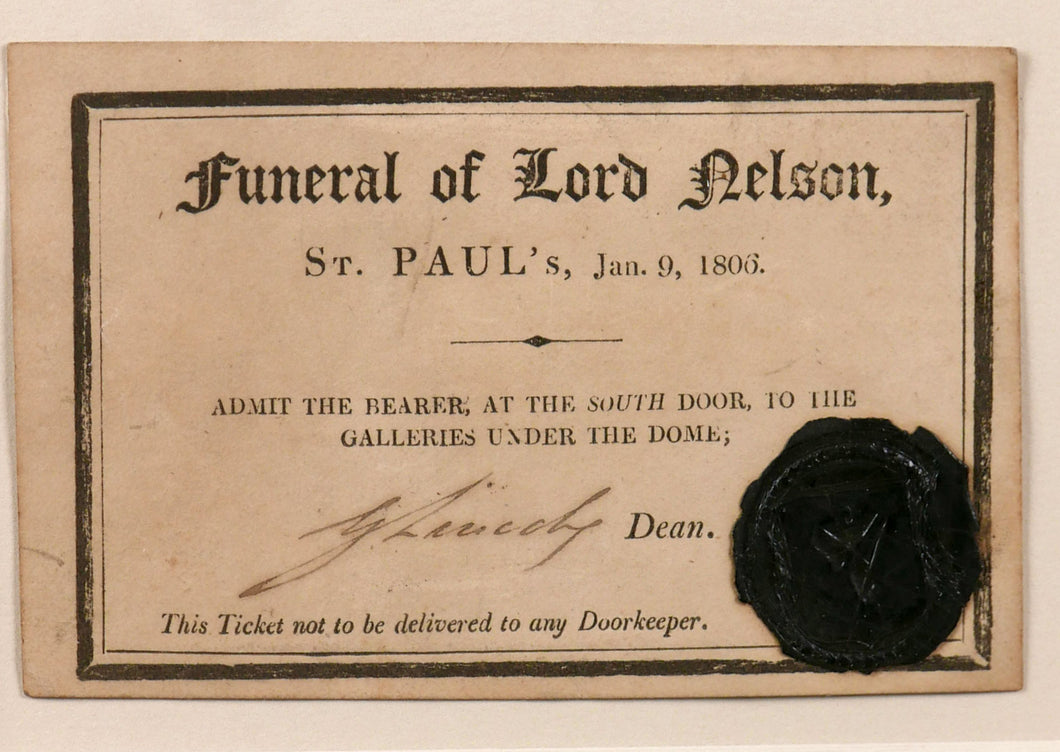 Funeral of Lord Nelson,
ST. PAUL's, Jan. 9, 1806.
ADMIT THE BEARER, AT THE SOUTH DOOR, TO THE
GALLERIES UNDER THE DOME;
G. Lincoln Dean.
This Ticket not to be delivered to any Doorkeeper.